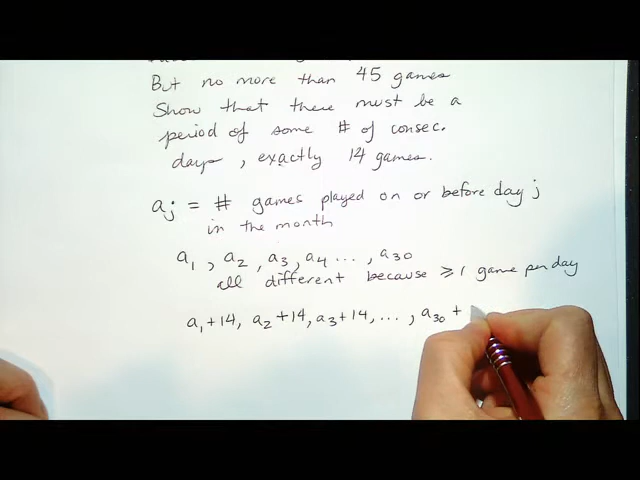 But no more than 45 games
Show that there must be a
period of some # of consec.
days, exactly 14 games.
aj = # games played on or before day j
in the month
a1, a2, a3, a4 ..., a30
all different because ≥ 1 game per day
a1+14, a2+14, a3+14, ..., a30 +